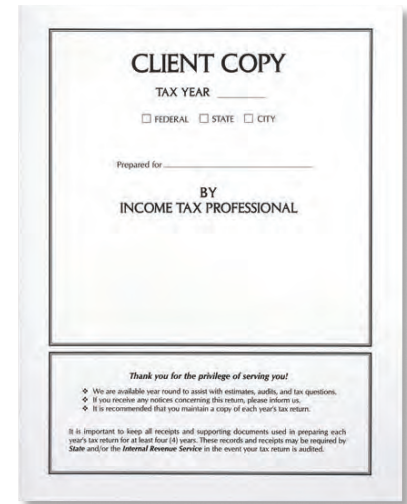 CLIENT COPY
TAX YEAR ______
☐ FEDERAL ☐ STATE ☐ CITY
Prepared for ____________________
BY
INCOME TAX PROFESSIONAL
Thank you for the privilege of serving you!
❖ We are available year round to assist with estimates, audits, and tax questions.
❖ If you receive any notices concerning this return, please inform us.
❖ It is recommended that you maintain a copy of each year's tax return.
It is important to keep all receipts and supporting documents used in preparing each
year's tax return for at least four (4) years. These records and receipts may be required by
State and/or the Internal Revenue Service in the event your tax return is audited.